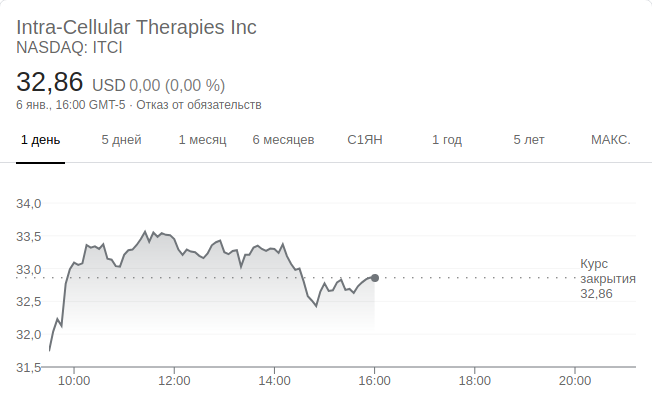 Intra-Cellular Therapies Inc
NASDAQ: ITCI
32,86 USD 0,00 (0,00 %)
6 янв., 16:00 GMT-5 · Отказ от обязательств
1 день 5 дней 1 месяц 6 месяцев С1ЯН 1 год 5 лет МАКС.
34,0
33,5
33,0
32,5
32,0
31,5
Курс
закрытия
32,86
10:00 12:00 14:00 16:00 18:00 20:00